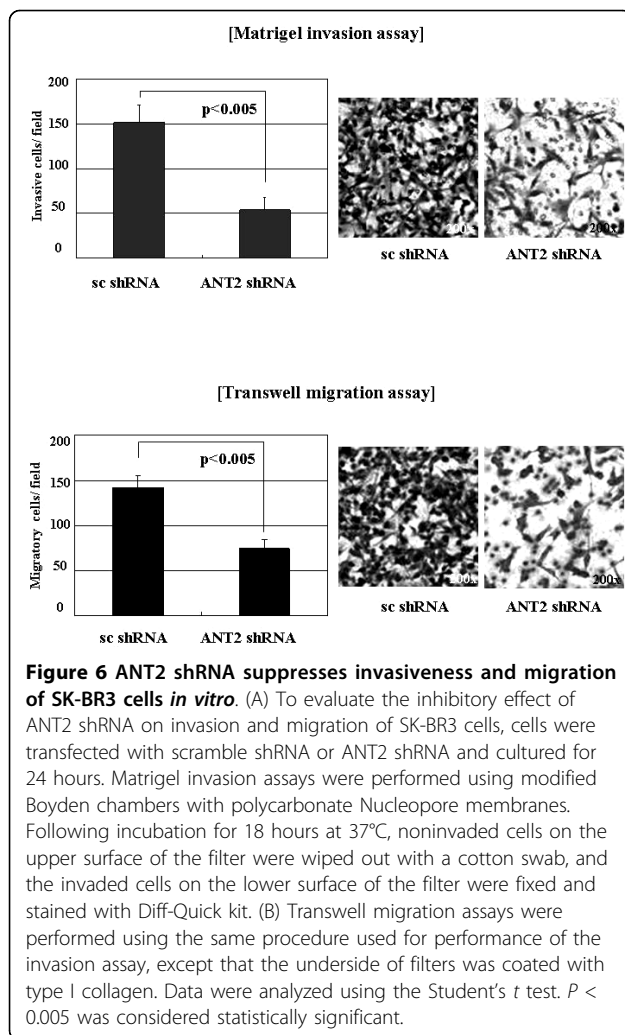 [Matrigel invasion assay]
200
150
100
50
0
Invasive cells/ field
p<0.005
sc shRNA
ANT2 shRNA
200x
200x
sc shRNA
ANT2 shRNA
[Transwell migration assay]
200
150
100
50
0
Migratory cells/ field
p<0.005
sc shRNA
ANT2 shRNA
200x
200x
sc shRNA
ANT2 shRNA
Figure 6 ANT2 shRNA suppresses invasiveness and migration
of SK-BR3 cells in vitro. (A) To evaluate the inhibitory effect of
ANT2 shRNA on invasion and migration of SK-BR3 cells, cells were
transfected with scramble shRNA or ANT2 shRNA and cultured for
24 hours. Matrigel invasion assays were performed using modified
Boyden chambers with polycarbonate Nucleopore membranes.
Following incubation for 18 hours at 37°C, noninvaded cells on the
upper surface of the filter were wiped out with a cotton swab, and
the invaded cells on the lower surface of the filter were fixed and
stained with Diff-Quick kit. (B) Transwell migration assays were
performed using the same procedure used for performance of the
invasion assay, except that the underside of filters was coated with
type I collagen. Data were analyzed using the Student's t test. P <
0.005 was considered statistically significant.